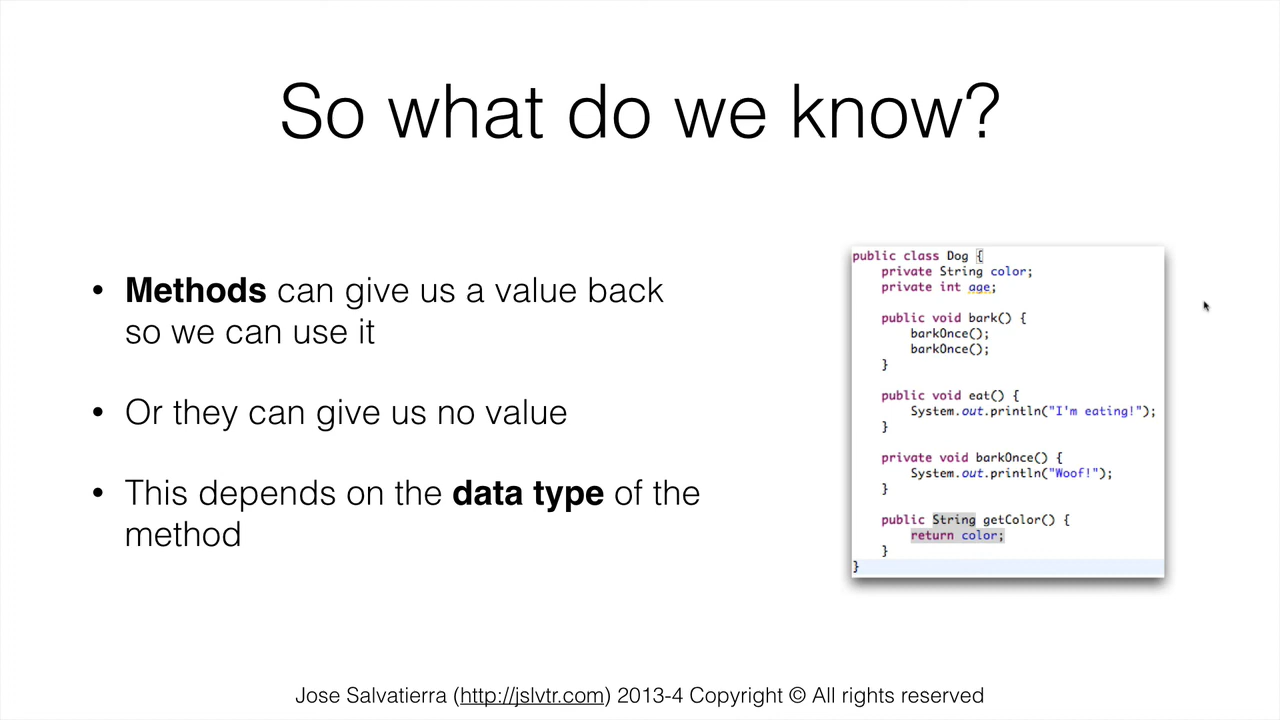 So what do we know?
• Methods can give us a value back
so we can use it
• Or they can give us no value
• This depends on the data type of the
method
public class Dog {
    private String color;
    private int age;

    public void bark() {
        barkOnce();
        barkOnce();
    }

    public void eat() {
        System.out.println("I'm eating!");
    }

    private void barkOnce() {
        System.out.println("Woof!");
    }

    public String getColor() {
        return color;
    }
}
Jose Salvatierra (http://jslvtr.com) 2013-4 Copyright © All rights reserved